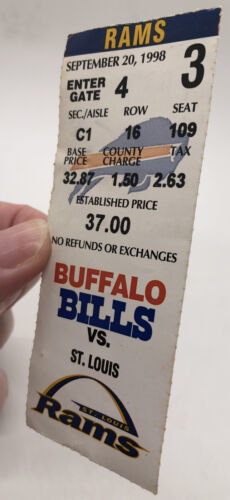 RAMS
SEPTEMBER 20, 1998
3
ENTER GATE 4
SEC./AISLE ROW SEAT
C1 16 109
BASE PRICE COUNTY CHARGE TAX
32.87 1.50 2.63
ESTABLISHED PRICE
37.00
NO REFUNDS OR EXCHANGES
BUFFALO
BILLS
VS.
ST. LOUIS
ST. LOUIS
Rams